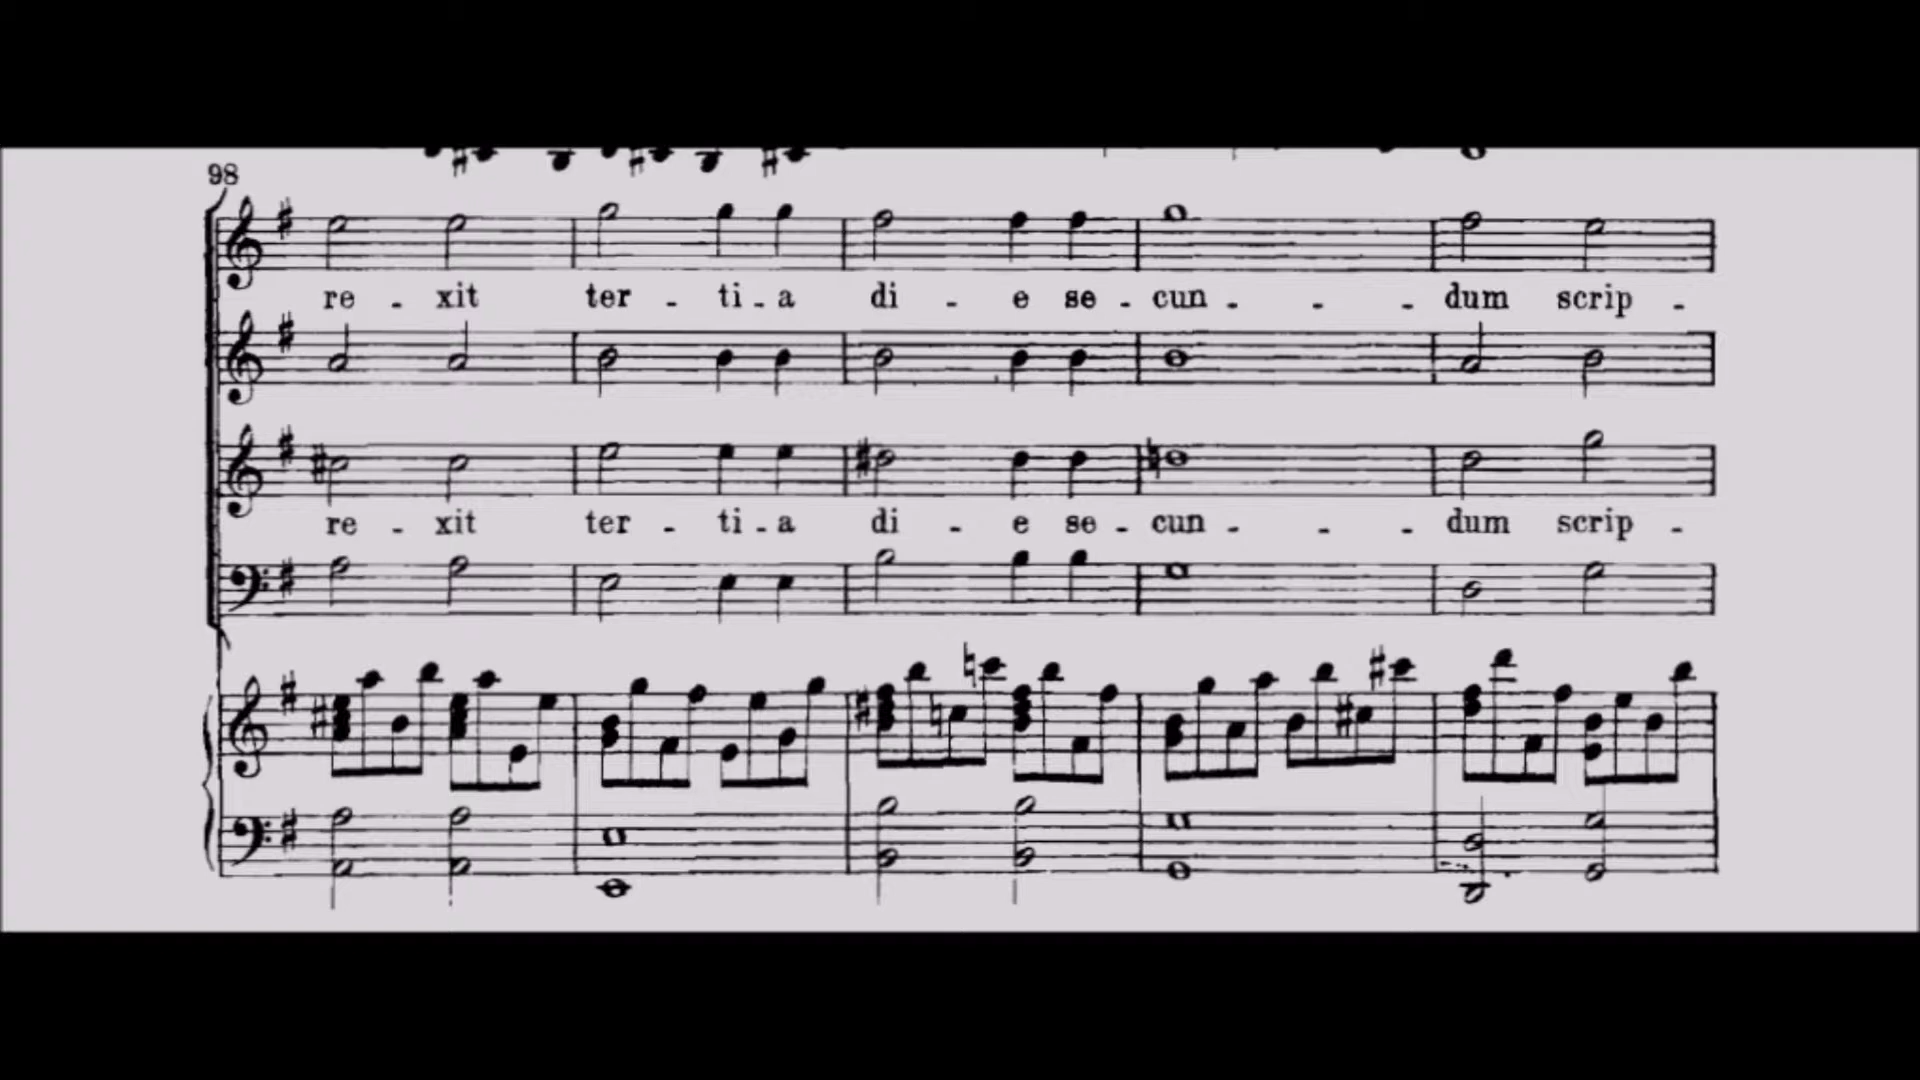 98
re - xit ter - ti - a di - e se - cun - - - dum scrip -
re - xit ter - ti - a di - e se - cun - - - dum scrip -